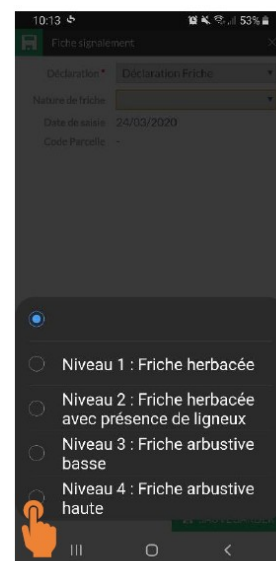 10:13
53%
Fiche signalement
Déclaration * Déclaration Friche
Nature de friche
Date de saisie 24/03/2020
Code Parcelle -
Niveau 1 : Friche herbacée
Niveau 2 : Friche herbacée
avec présence de ligneux
Niveau 3 : Friche arbustive
basse
Niveau 4 : Friche arbustive
haute